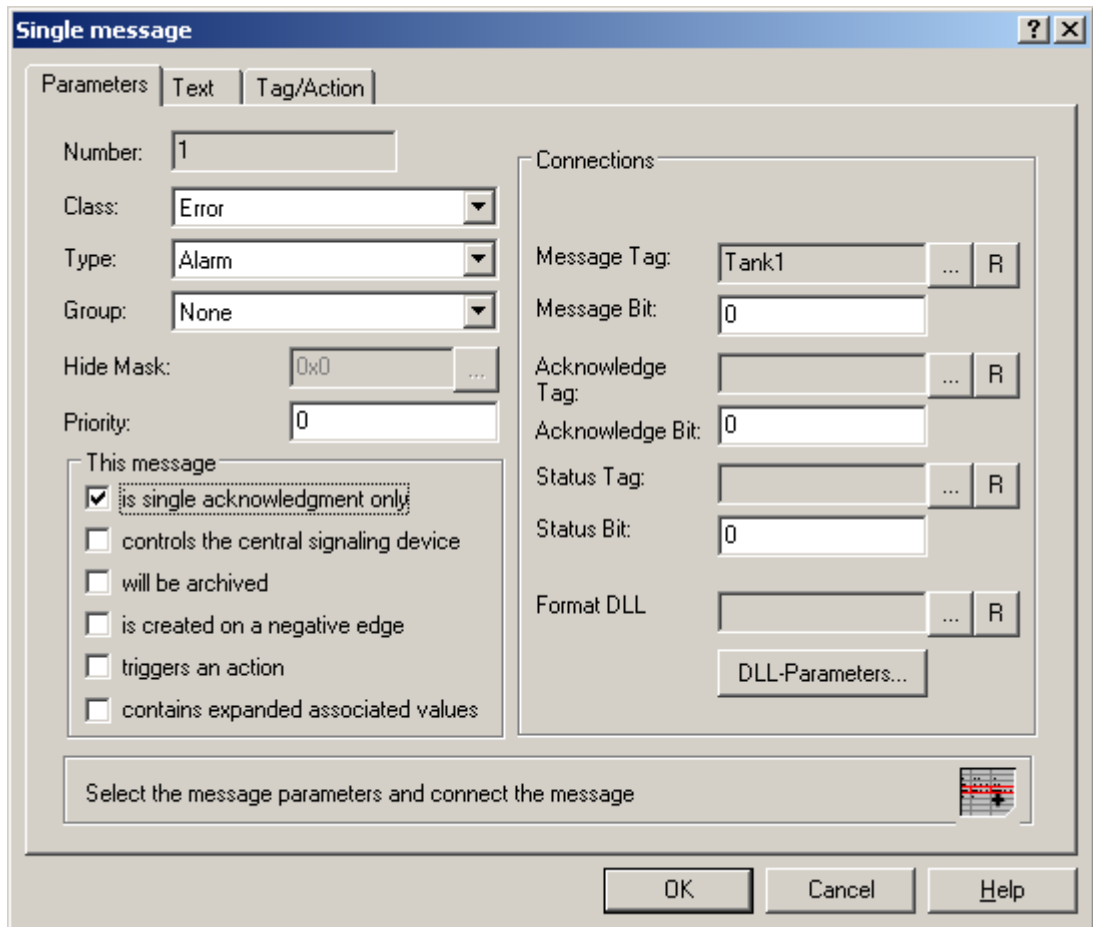 Single message
Parameters Text Tag/Action
Number: 1
Class: Error
Type: Alarm
Group: None
Hide Mask: 0x0 ...
Priority: 0
This message
is single acknowledgment only
controls the central signaling device
will be archived
is created on a negative edge
triggers an action
contains expanded associated values
Connections
Message Tag: Tank1 ... R
Message Bit: 0
Acknowledge
Tag: ... R
Acknowledge Bit: 0
Status Tag: ... R
Status Bit: 0
Format DLL ... R
DLL-Parameters...
Select the message parameters and connect the message
OK Cancel Help